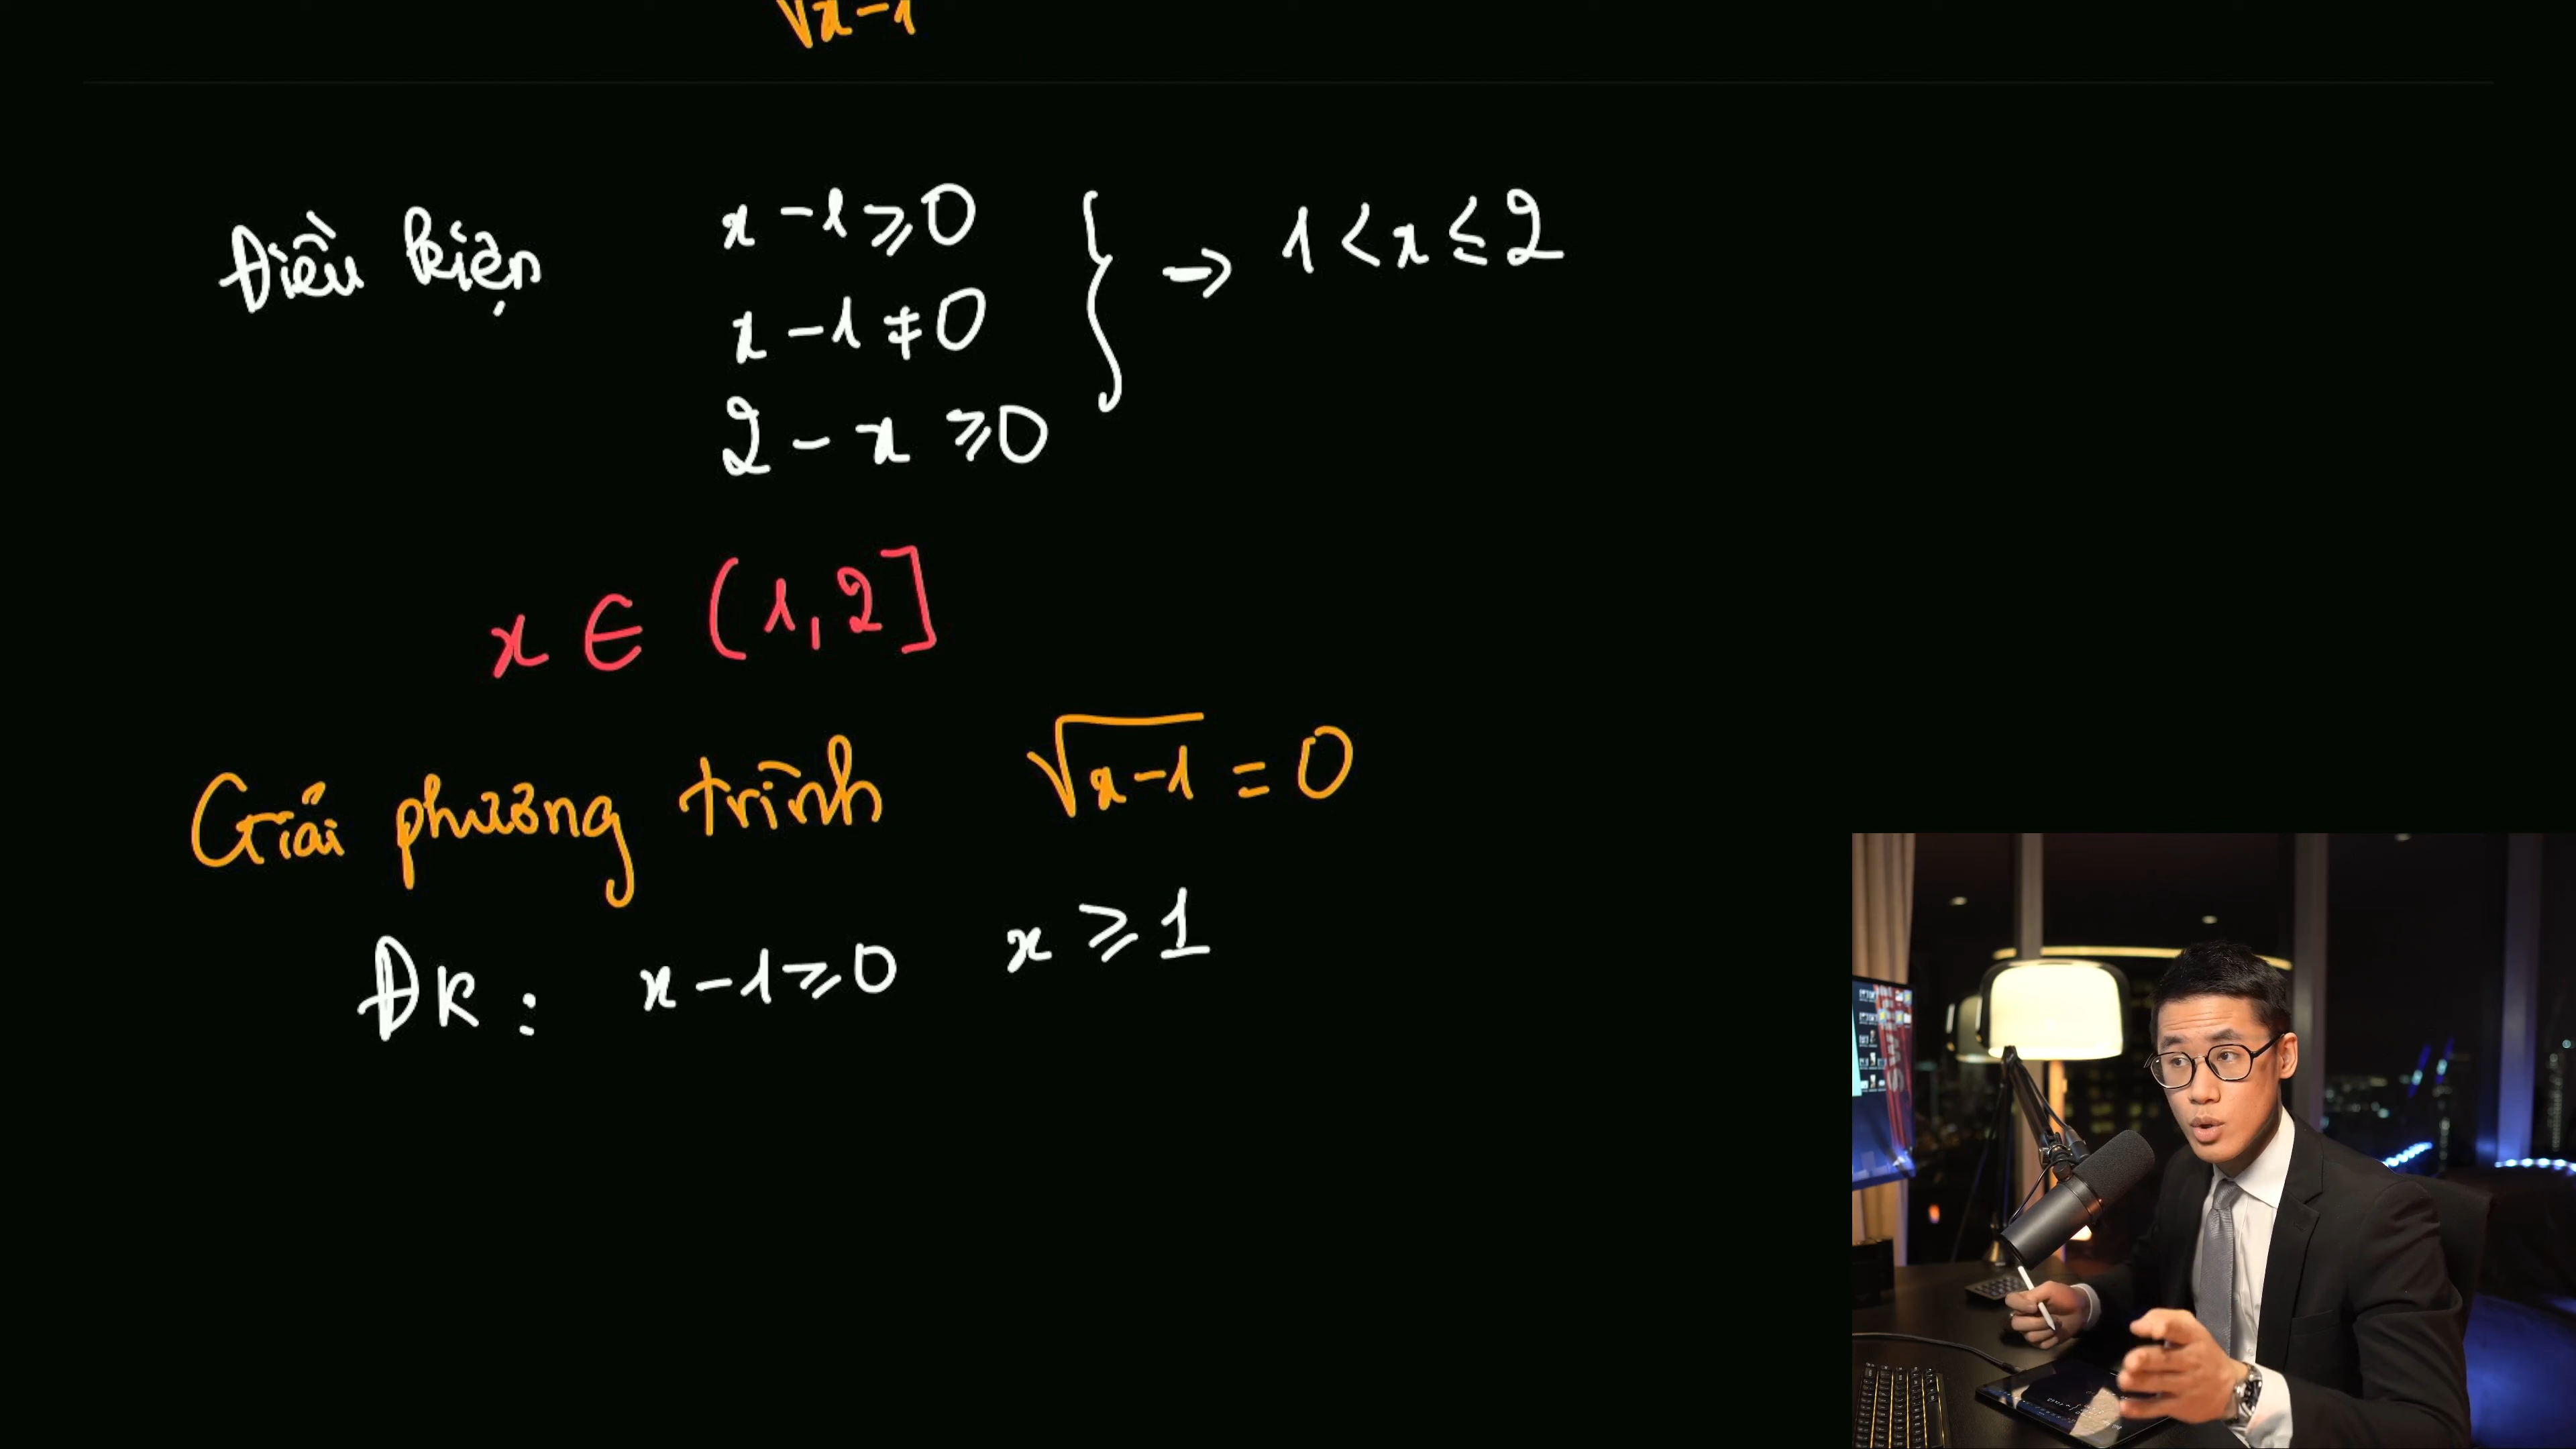 √x-1
Điều kiện
x - 1 ≥ 0
x - 1 ≠ 0
2 - x ≥ 0
} → 1 < x ≤ 2
x ∈ (1, 2]
Giải phương trình √x-1 = 0
ĐK : x - 1 ≥ 0 x ≥ 1